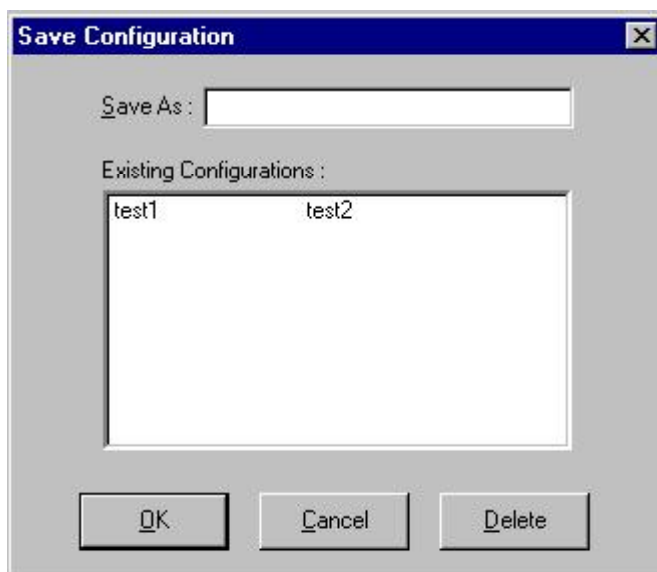 Save Configuration
Save As :
Existing Configurations :
test1 test2
OK Cancel Delete